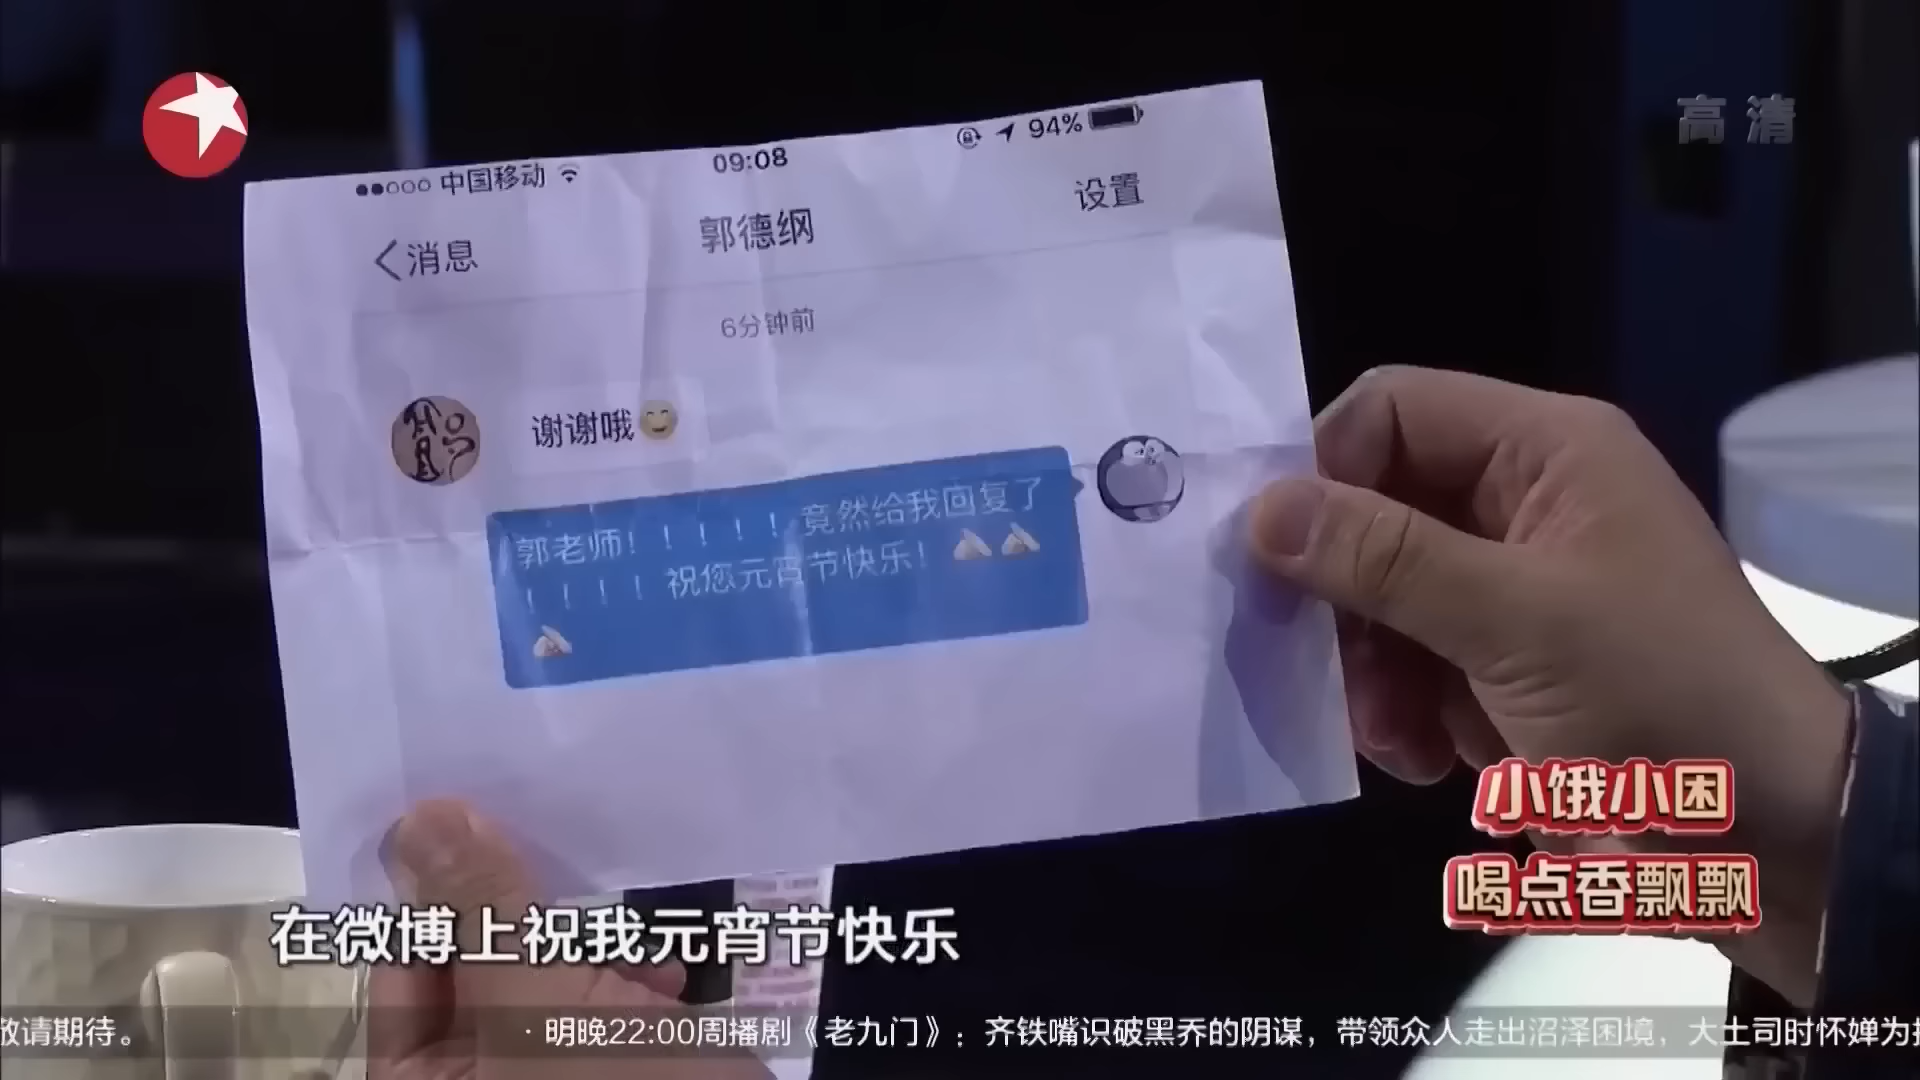 高清
中国移动 09:08 94%
消息 郭德纲 设置
6分钟前
谢谢哦
郭老师！！！！！竟然给我回复了
！！！！祝您元宵节快乐！
小饿小困
喝点香飘飘
在微博上祝我元宵节快乐
敬请期待。 ·明晚22:00周播剧《老九门》：齐铁嘴识破黑乔的阴谋，带领众人走出沼泽困境，大土司时怀婵为